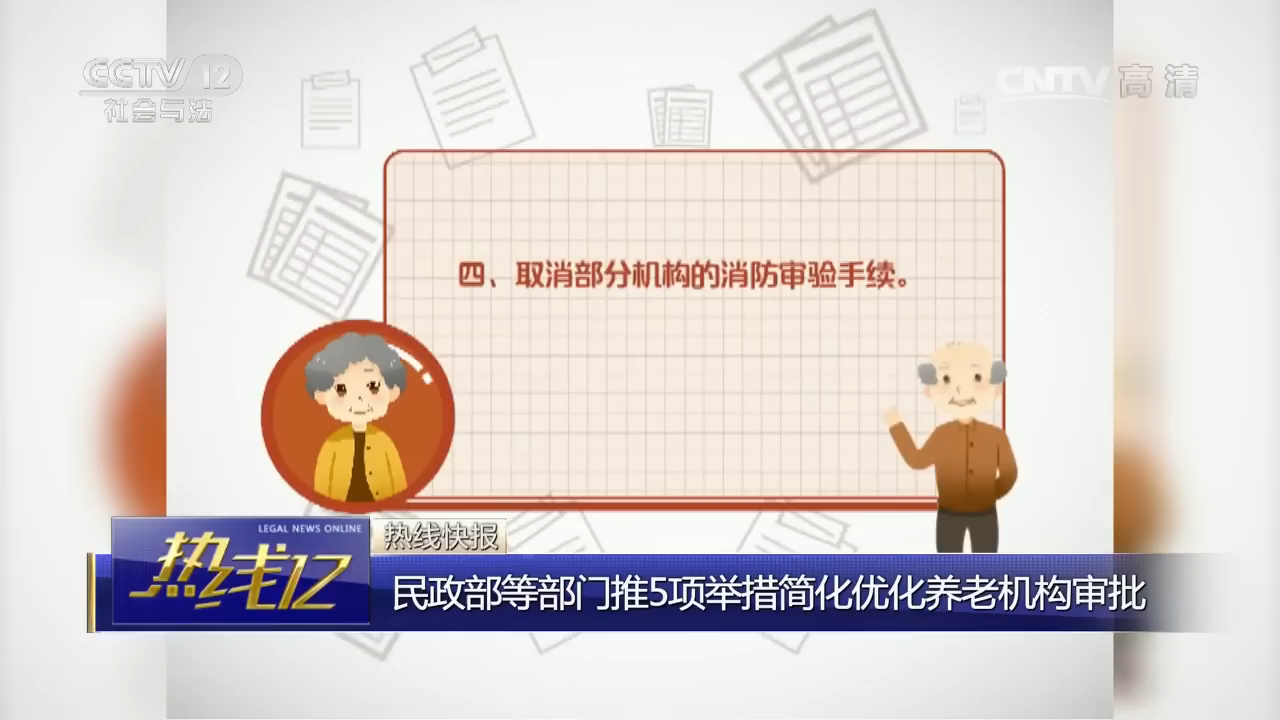 CCTV 12
社会与法
CNTV 高清
四、取消部分机构的消防审验手续。
LEGAL NEWS ONLINE
热线12
热线快报
民政部等部门推5项举措简化优化养老机构审批